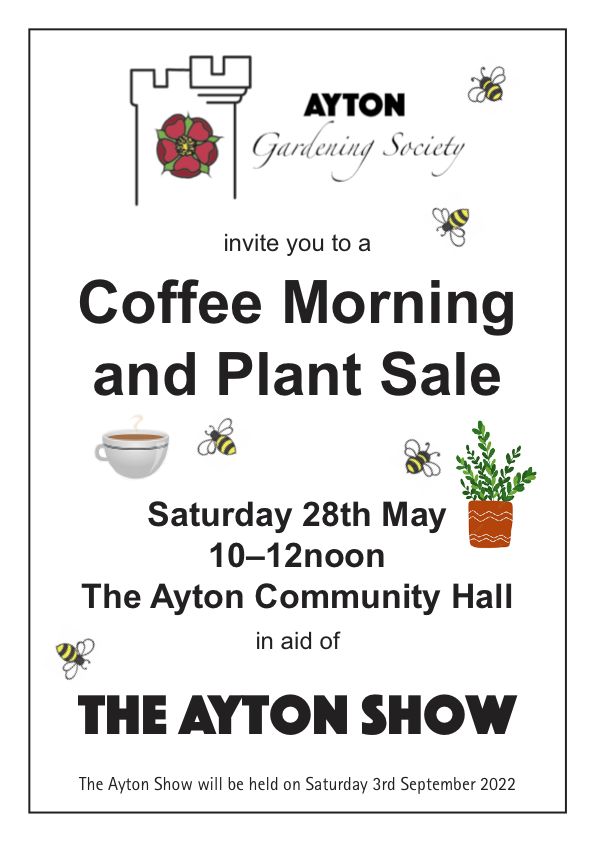 AYTON
Gardening Society
invite you to a
Coffee Morning
and Plant Sale
Saturday 28th May
10–12noon
The Ayton Community Hall
in aid of
THE AYTON SHOW
The Ayton Show will be held on Saturday 3rd September 2022